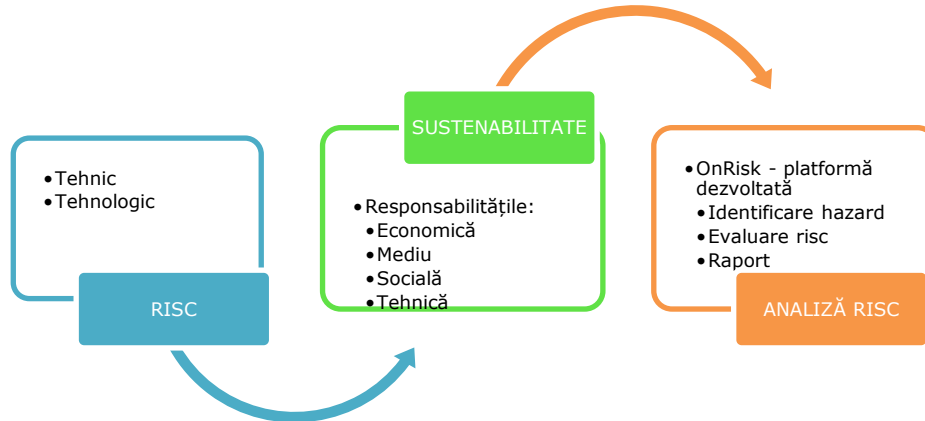 • Tehnic
• Tehnologic
RISC
SUSTENABILITATE
• Responsabilitățile:
• Economică
• Mediu
• Socială
• Tehnică
• OnRisk - platformă
dezvoltată
• Identificare hazard
• Evaluare risc
• Raport
ANALIZĂ RISC